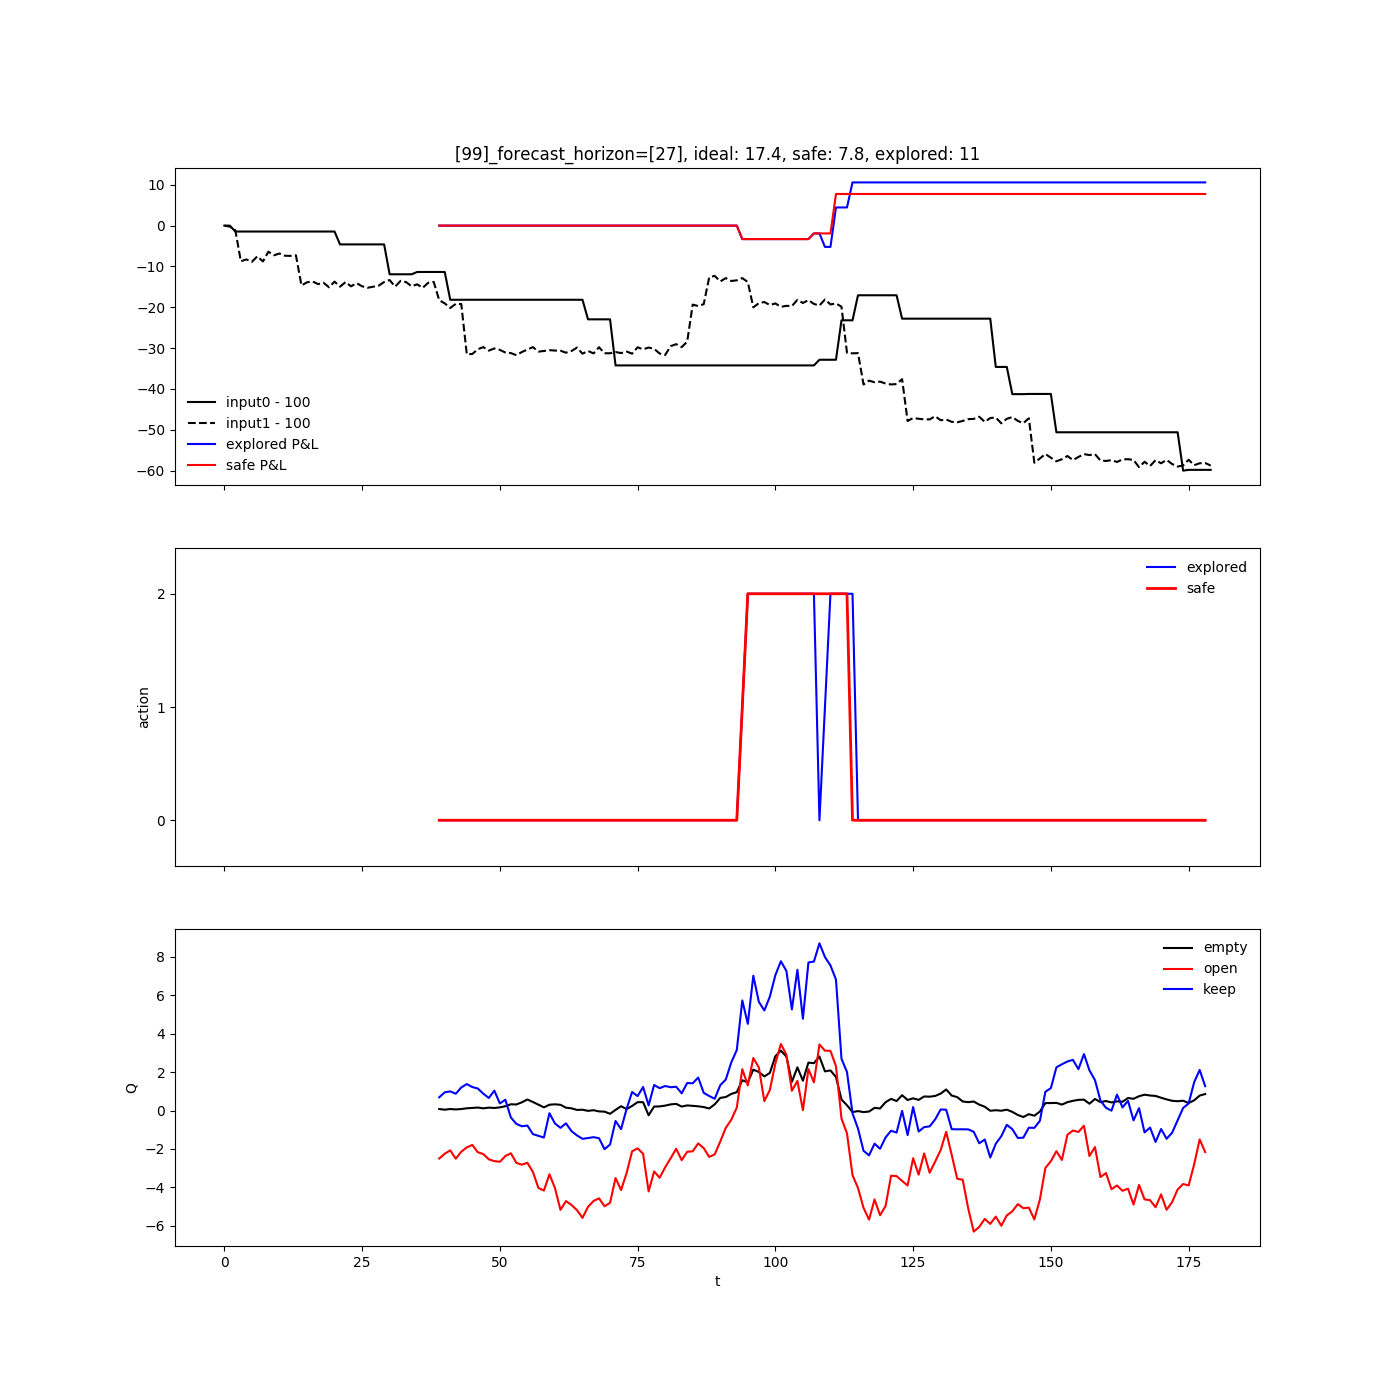 [99]_forecast_horizon=[27], ideal: 17.4, safe: 7.8, explored: 11
10
0
−10
−20
−30
−40
−50
−60
input0 - 100
input1 - 100
explored P&L
safe P&L
2
1
0
action
explored
safe
8
6
4
2
0
−2
−4
−6
Q
empty
open
keep
0 25 50 75 100 125 150 175
t